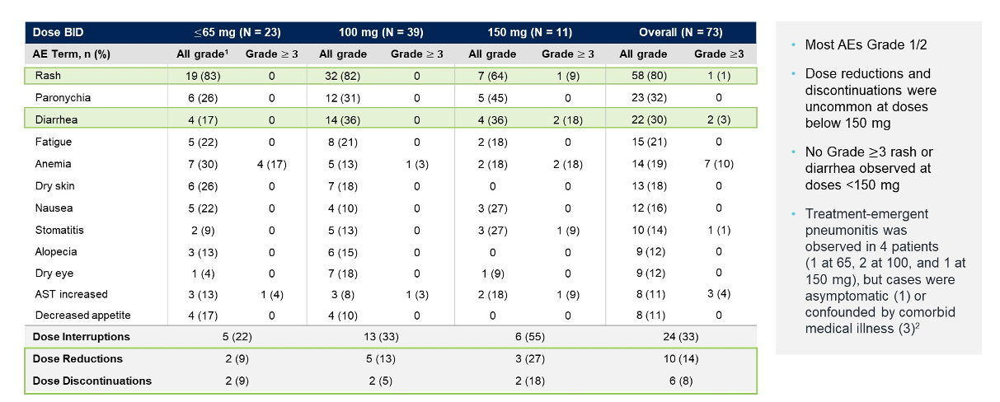 Dose BID ≤65 mg (N = 23) 100 mg (N = 39) 150 mg (N = 11) Overall (N = 73)
AE Term, n (%) All grade¹ Grade ≥ 3 All grade Grade ≥ 3 All grade Grade ≥ 3 All grade Grade ≥3
Rash 19 (83) 0 32 (82) 0 7 (64) 1 (9) 58 (80) 1 (1)
Paronychia 6 (26) 0 12 (31) 0 5 (45) 0 23 (32) 0
Diarrhea 4 (17) 0 14 (36) 0 4 (36) 2 (18) 22 (30) 2 (3)
Fatigue 5 (22) 0 8 (21) 0 2 (18) 0 15 (21) 0
Anemia 7 (30) 4 (17) 5 (13) 1 (3) 2 (18) 2 (18) 14 (19) 7 (10)
Dry skin 6 (26) 0 7 (18) 0 0 0 13 (18) 0
Nausea 5 (22) 0 4 (10) 0 3 (27) 0 12 (16) 0
Stomatitis 2 (9) 0 5 (13) 0 3 (27) 1 (9) 10 (14) 1 (1)
Alopecia 3 (13) 0 6 (15) 0 0 0 9 (12) 0
Dry eye 1 (4) 0 7 (18) 0 1 (9) 0 9 (12) 0
AST increased 3 (13) 1 (4) 3 (8) 1 (3) 2 (18) 1 (9) 8 (11) 3 (4)
Decreased appetite 4 (17) 0 4 (10) 0 0 0 8 (11) 0
Dose Interruptions 5 (22) 13 (33) 6 (55) 24 (33)
Dose Reductions 2 (9) 5 (13) 3 (27) 10 (14)
Dose Discontinuations 2 (9) 2 (5) 2 (18) 6 (8)
• Most AEs Grade 1/2
• Dose reductions and
discontinuations were
uncommon at doses
below 150 mg
• No Grade ≥3 rash or
diarrhea observed at
doses <150 mg
• Treatment-emergent
pneumonitis was
observed in 4 patients
(1 at 65, 2 at 100, and 1 at
150 mg), but cases were
asymptomatic (1) or
confounded by comorbid
medical illness (3)²